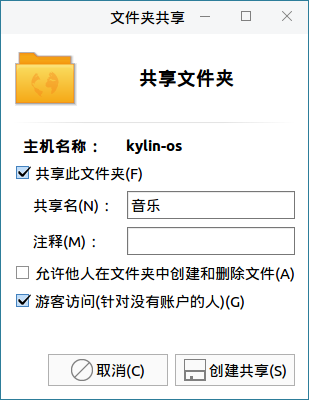 文件夹共享
共享文件夹
主机名称： kylin-os
共享此文件夹(F)
共享名(N)： 音乐
注释(M)：
允许他人在文件夹中创建和删除文件(A)
游客访问(针对没有账户的人)(G)
取消(C) 创建共享(S)